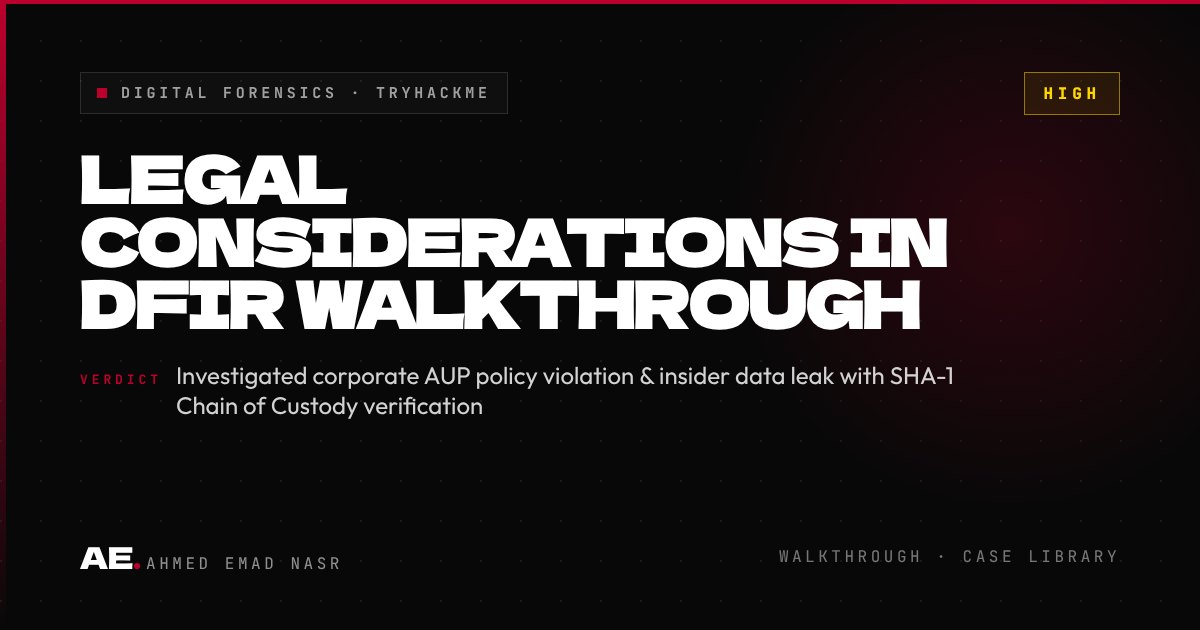 DIGITAL FORENSICS · TRYHACKME
HIGH
LEGAL
CONSIDERATIONS IN
DFIR WALKTHROUGH
VERDICT
Investigated corporate AUP policy violation & insider data leak with SHA-1
Chain of Custody verification
AE. AHMED EMAD NASR
WALKTHROUGH · CASE LIBRARY